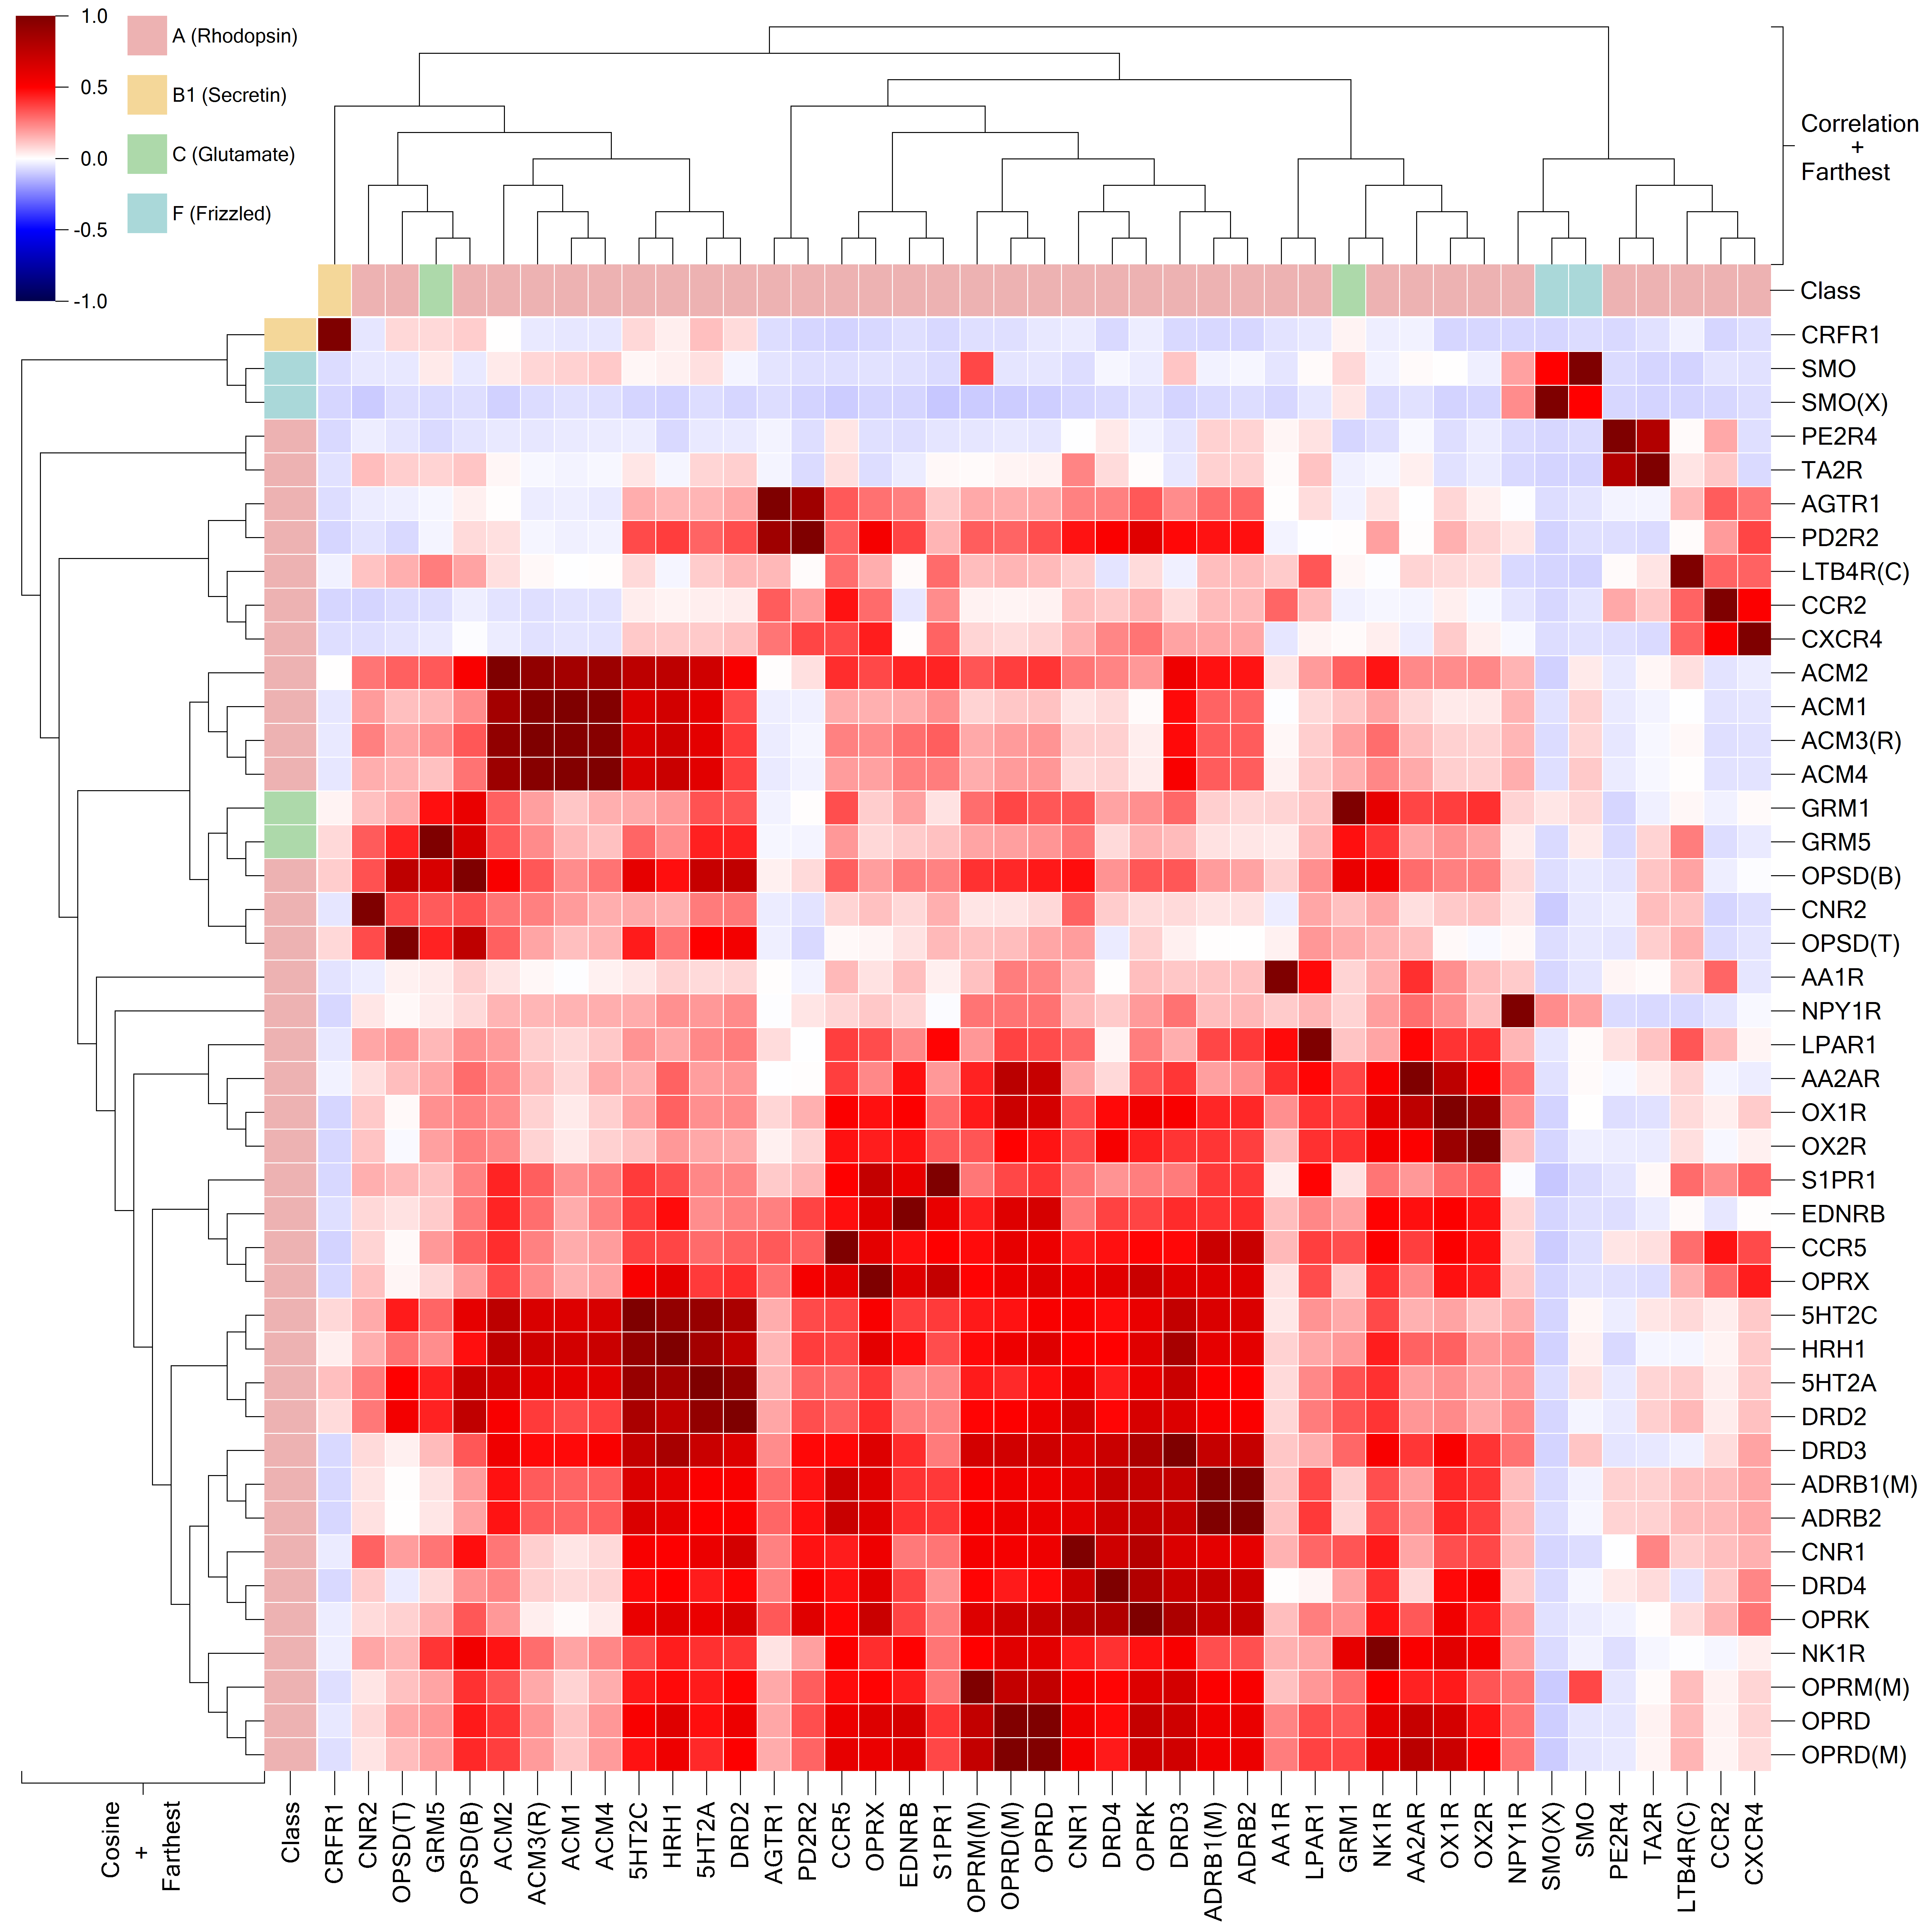 1.0
0.5
0.0
-0.5
-1.0
A (Rhodopsin)
B1 (Secretin)
C (Glutamate)
F (Frizzled)
Correlation
+
Farthest
Class
CRFR1
SMO
SMO(X)
PE2R4
TA2R
AGTR1
PD2R2
LTB4R(C)
CCR2
CXCR4
ACM2
ACM1
ACM3(R)
ACM4
GRM1
GRM5
OPSD(B)
CNR2
OPSD(T)
AA1R
NPY1R
LPAR1
AA2AR
OX1R
OX2R
S1PR1
EDNRB
CCR5
OPRX
5HT2C
HRH1
5HT2A
DRD2
DRD3
ADRB1(M)
ADRB2
CNR1
DRD4
OPRK
NK1R
OPRM(M)
OPRD
OPRD(M)
Cosine
+
Farthest
Class
CRFR1
CNR2
OPSD(T)
GRM5
OPSD(B)
ACM2
ACM3(R)
ACM1
ACM4
5HT2C
HRH1
5HT2A
DRD2
AGTR1
PD2R2
CCR5
OPRX
EDNRB
S1PR1
OPRM(M)
OPRD(M)
OPRD
CNR1
DRD4
OPRK
DRD3
ADRB1(M)
ADRB2
AA1R
LPAR1
GRM1
NK1R
AA2AR
OX1R
OX2R
NPY1R
SMO(X)
SMO
PE2R4
TA2R
LTB4R(C)
CCR2
CXCR4